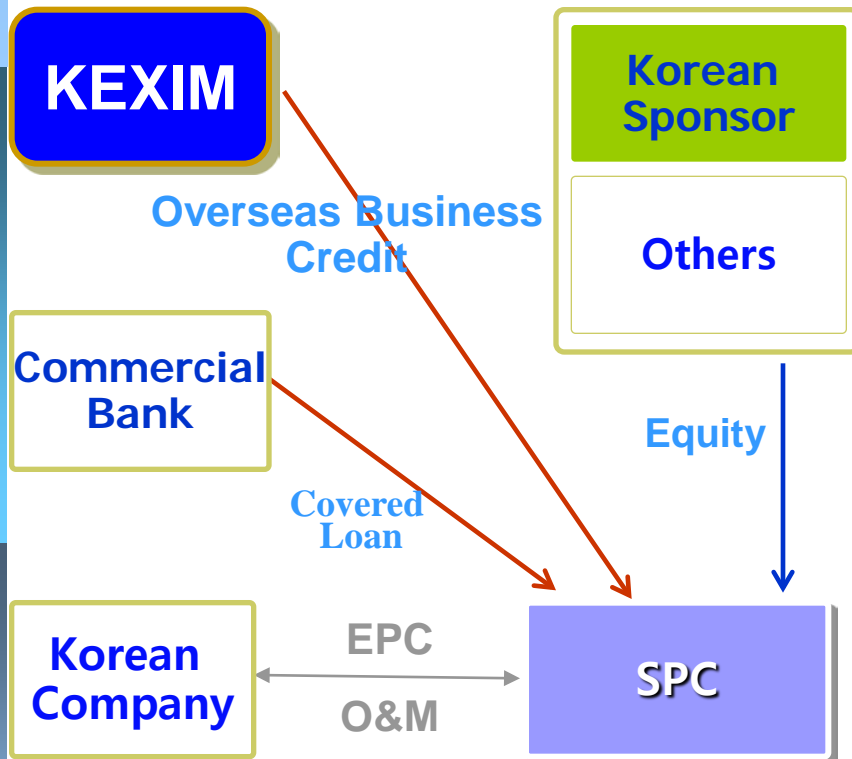 KEXIM
Korean
Sponsor
Overseas Business
Credit
Others
Commercial
Bank
Equity
Covered
Loan
Korean
Company
EPC
O&M
SPC